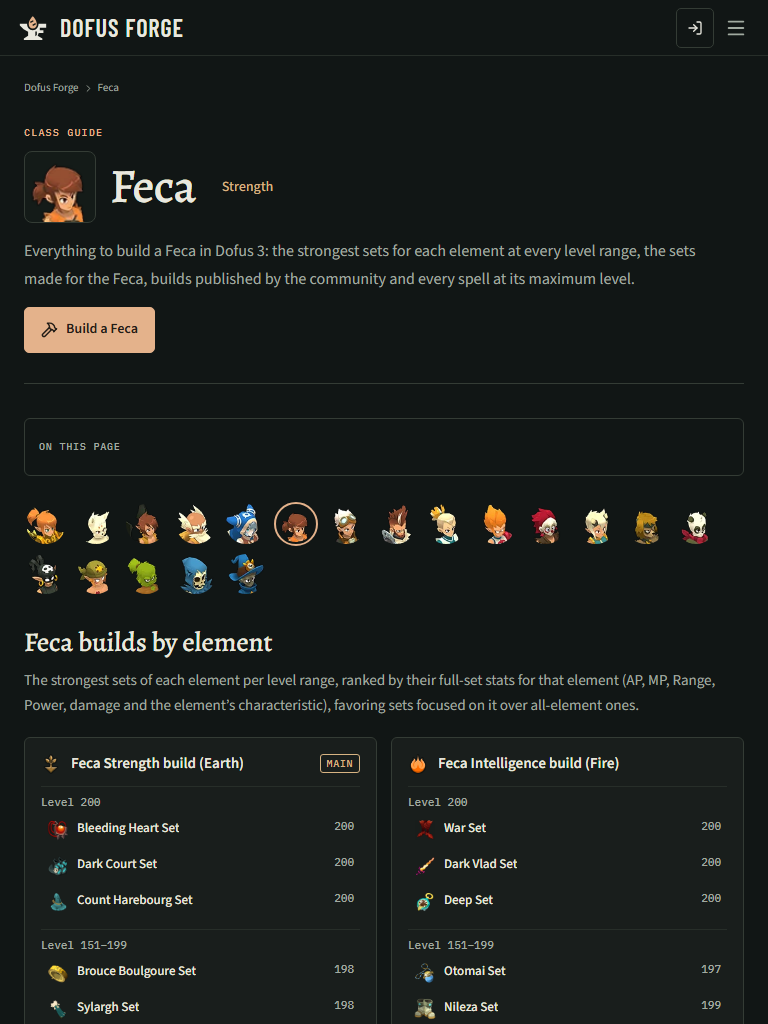 DOFUS FORGE
Dofus Forge > Feca
CLASS GUIDE
Feca
Strength
Everything to build a Feca in Dofus 3: the strongest sets for each element at every level range, the sets
made for the Feca, builds published by the community and every spell at its maximum level.
Build a Feca
ON THIS PAGE
Feca builds by element
The strongest sets of each element per level range, ranked by their full-set stats for that element (AP, MP, Range,
Power, damage and the element’s characteristic), favoring sets focused on it over all-element ones.
Feca Strength build (Earth)
MAIN
Level 200
Bleeding Heart Set 200
Dark Court Set 200
Count Harebourg Set 200
Level 151–199
Brouce Boulgoure Set 198
Sylargh Set 198
Feca Intelligence build (Fire)
Level 200
War Set 200
Dark Vlad Set 200
Deep Set 200
Level 151–199
Otomai Set 197
Nileza Set 199